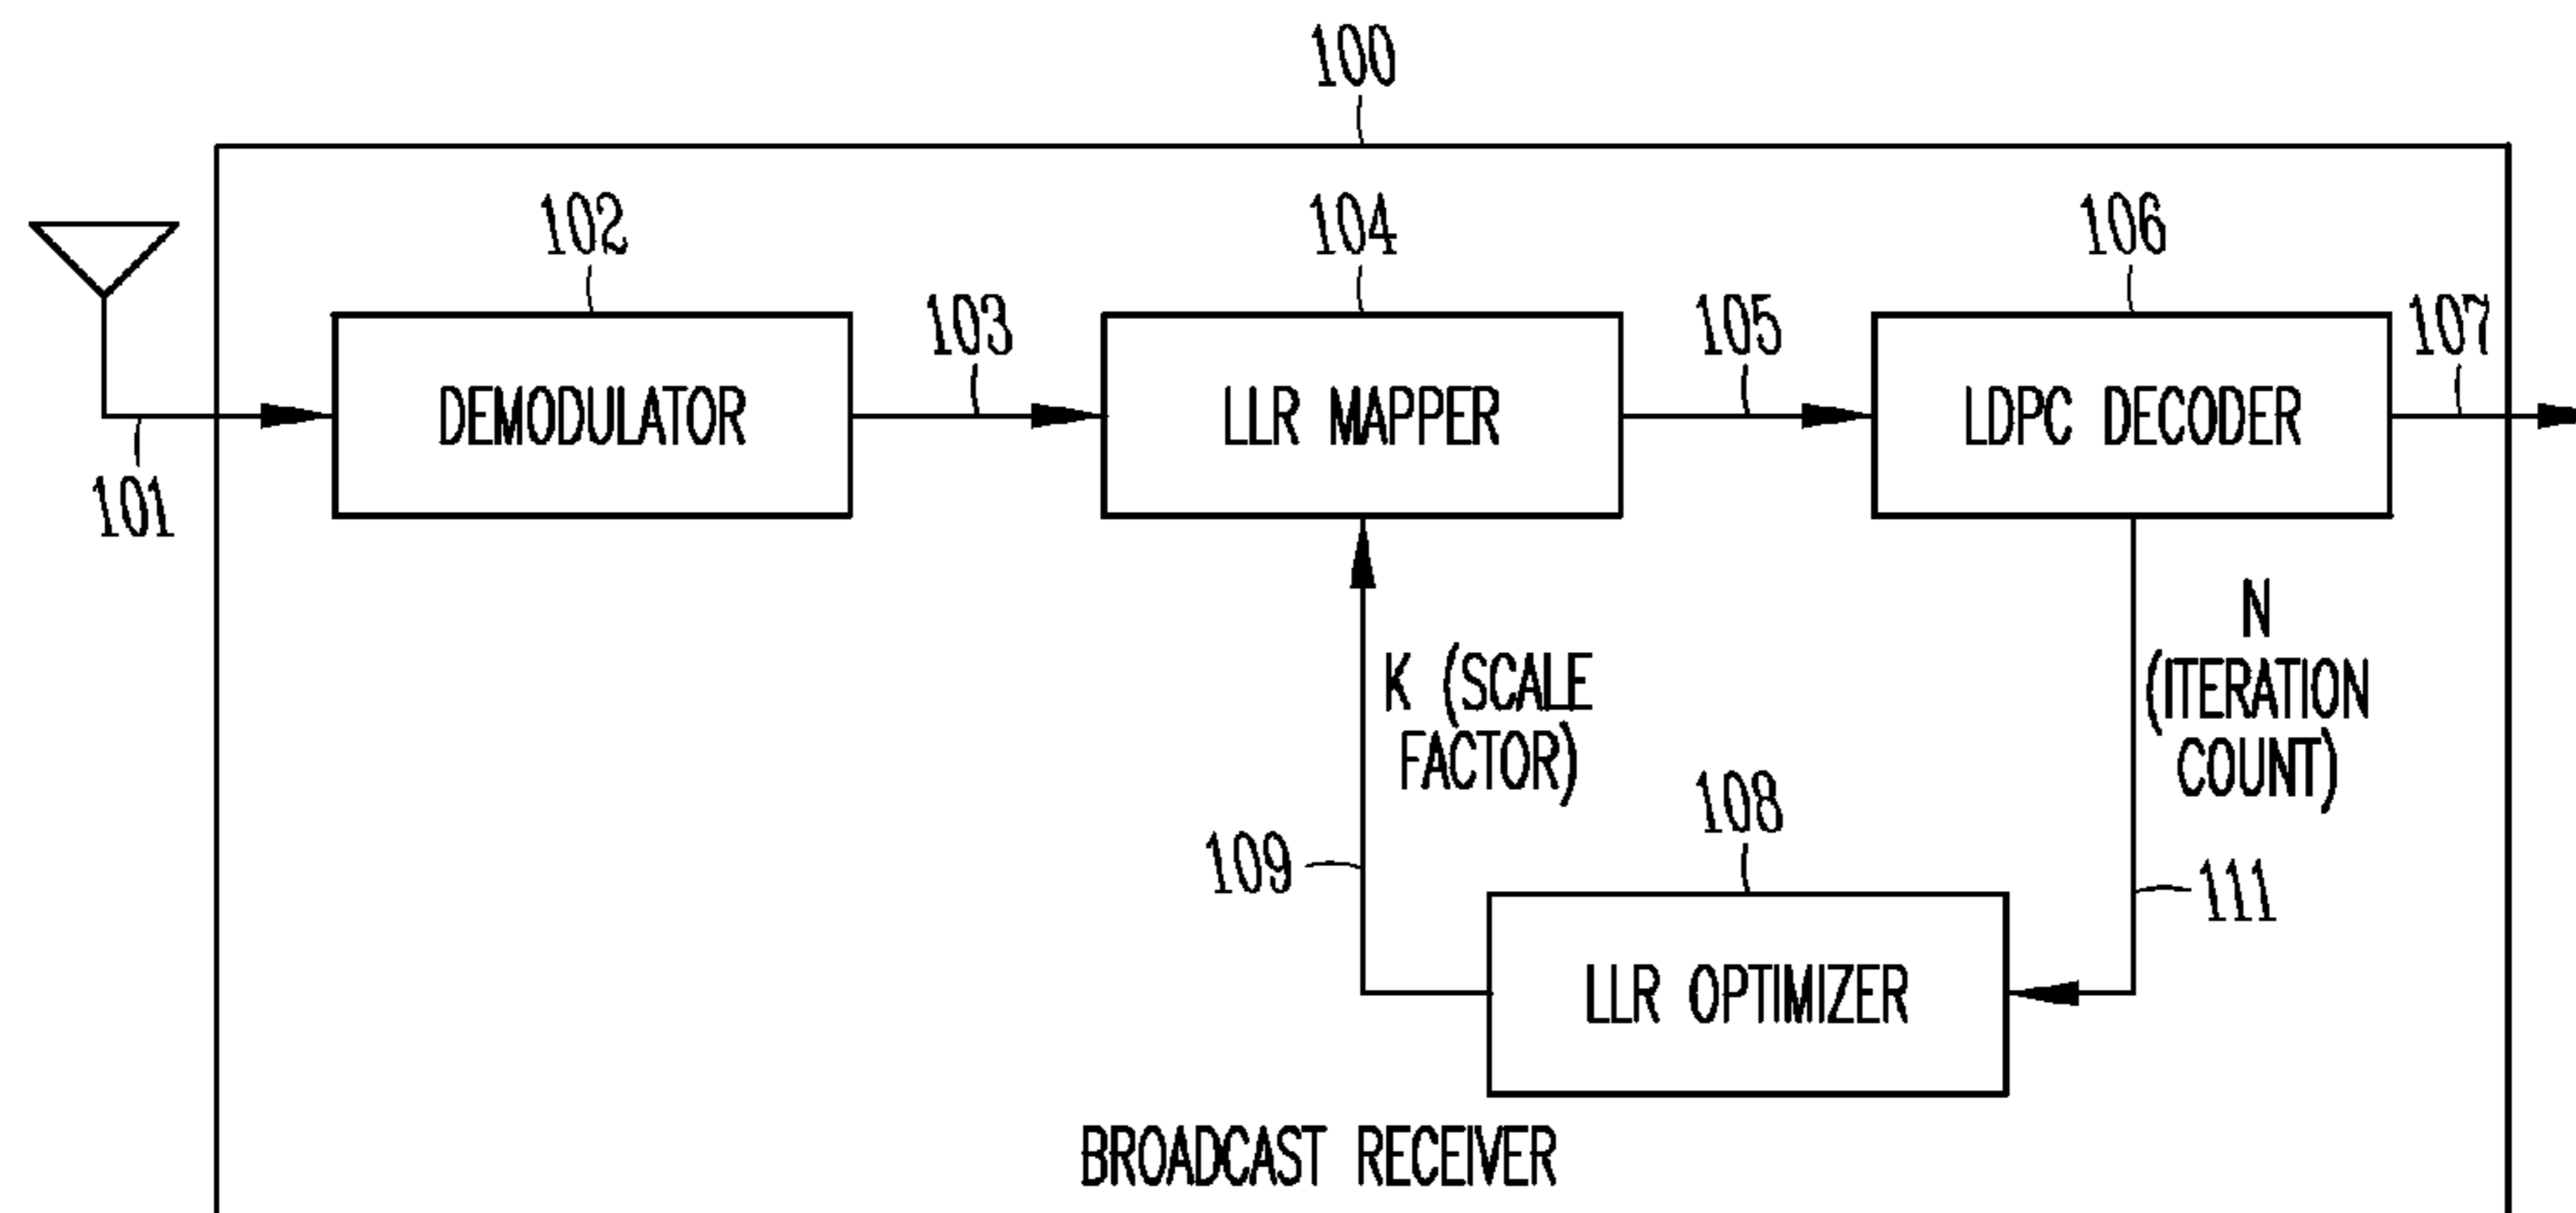 100
102
104
106
103
105
107
DEMODULATOR
LLR MAPPER
LDPC DECODER
101
K (SCALE
FACTOR)
N
(ITERATION
COUNT)
108
109
111
LLR OPTIMIZER
BROADCAST RECEIVER